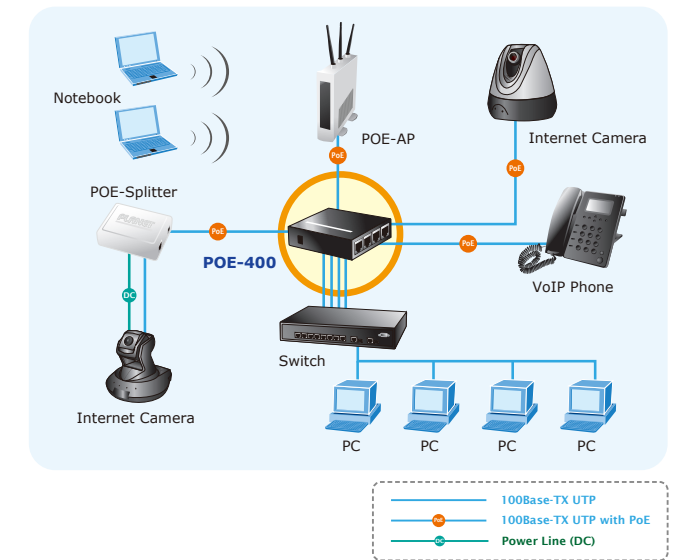 Notebook
POE-AP
Internet Camera
PoE
PoE
POE-Splitter
PLANET
PoE
PoE
POE-400
VoIP Phone
DC
Switch
Internet Camera
PC
PC
PC
PC
100Base-TX UTP
PoE
100Base-TX UTP with PoE
DC
Power Line (DC)